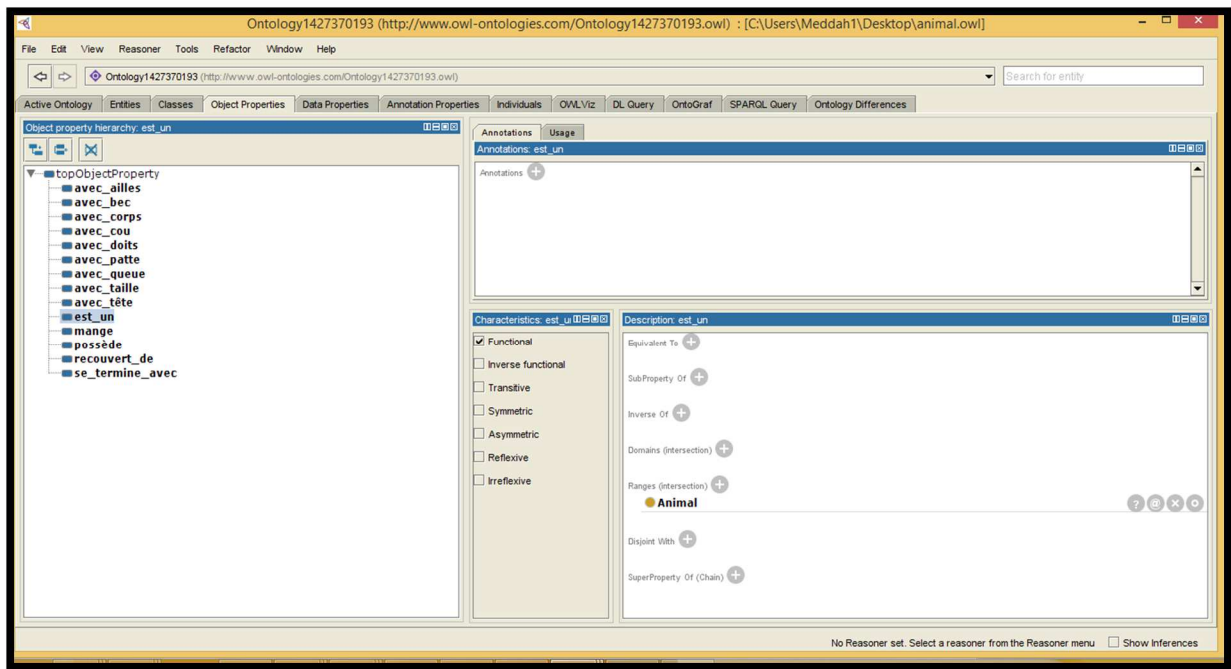 Ontology1427370193 (http://www.owl-ontologies.com/Ontology1427370193.owl) : [C:\Users\Meddah1\Desktop\animal.owl]
File Edit View Reasoner Tools Refactor Window Help
Ontology1427370193 (http://www.owl-ontologies.com/Ontology1427370193.owl)
Search for entity
Active Ontology Entities Classes Object Properties Data Properties Annotation Properties Individuals OWLViz DL Query OntoGraf SPARQL Query Ontology Differences
Object property hierarchy: est_un
topObjectProperty
avec_ailles
avec_bec
avec_corps
avec_cou
avec_doits
avec_patte
avec_queue
avec_taille
avec_tête
est_un
mange
possède
recouvert_de
se_termine_avec
Annotations Usage
Annotations: est_un
Annotations
Characteristics: est_u
Functional
Inverse functional
Transitive
Symmetric
Asymmetric
Reflexive
Irreflexive
Description: est_un
Equivalent To
SubProperty Of
Inverse Of
Domains (intersection)
Ranges (intersection)
Animal
Disjoint With
SuperProperty Of (Chain)
No Reasoner set. Select a reasoner from the Reasoner menu Show Inferences